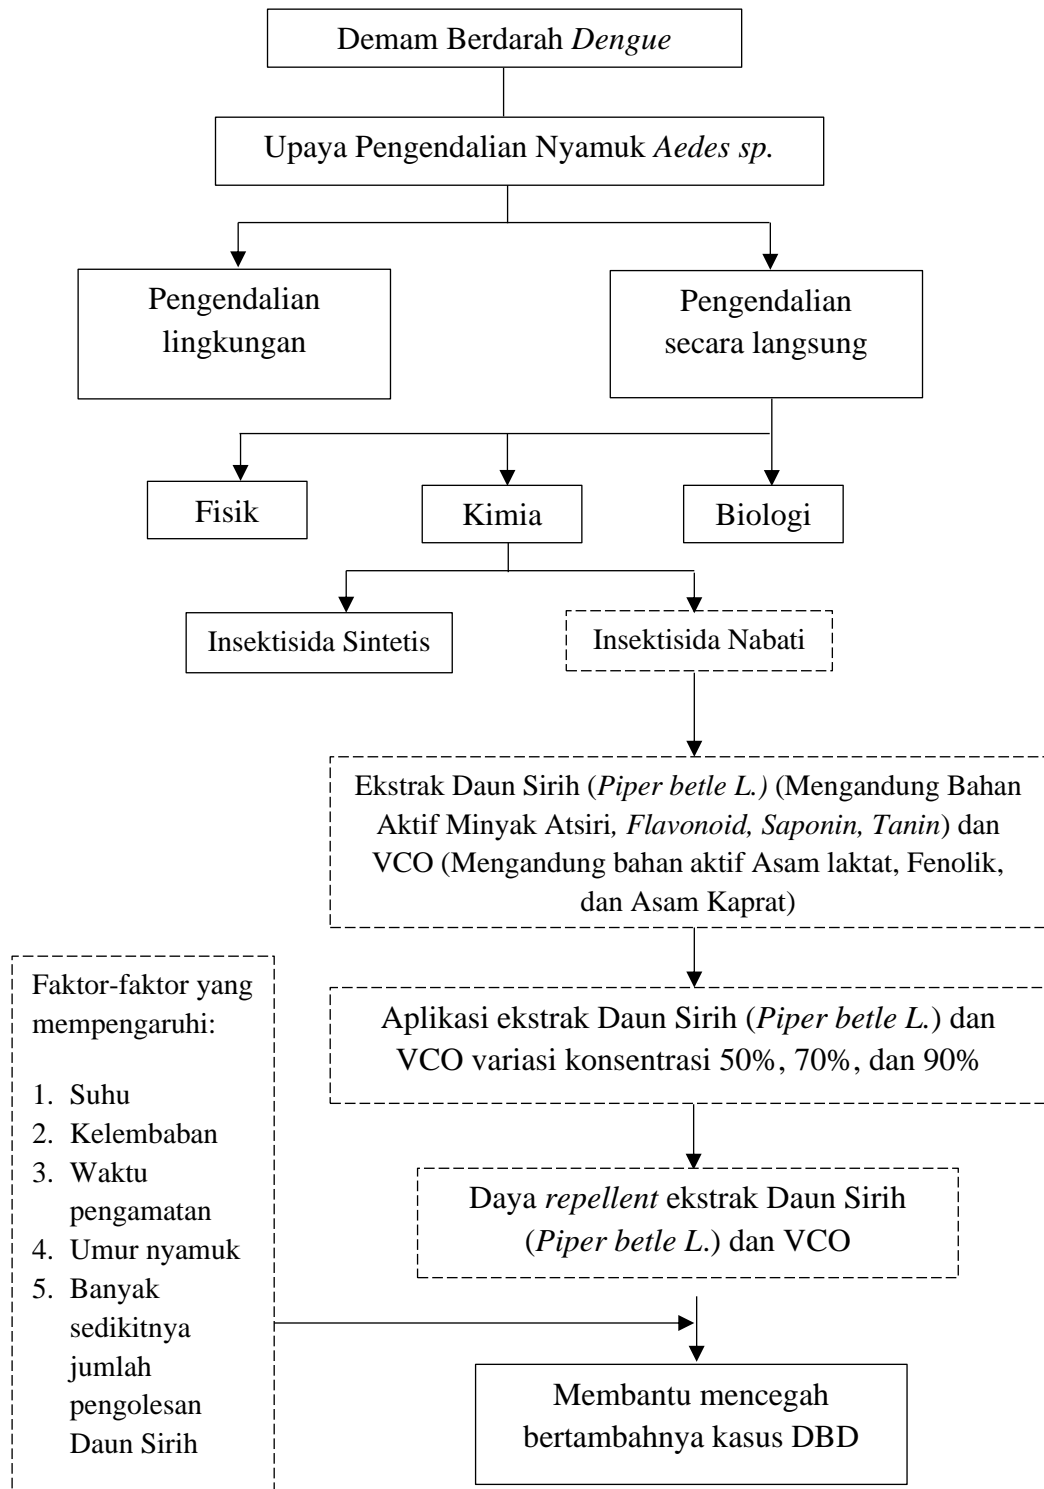 Demam Berdarah Dengue
Upaya Pengendalian Nyamuk Aedes sp.
Pengendalian
lingkungan
Pengendalian
secara langsung
Fisik
Kimia
Biologi
Insektisida Sintetis
Insektisida Nabati
Ekstrak Daun Sirih (Piper betle L.) (Mengandung Bahan
Aktif Minyak Atsiri, Flavonoid, Saponin, Tanin) dan
VCO (Mengandung bahan aktif Asam laktat, Fenolik,
dan Asam Kaprat)
Faktor-faktor yang
mempengaruhi:
1. Suhu
2. Kelembaban
3. Waktu
pengamatan
4. Umur nyamuk
5. Banyak
sedikitnya
jumlah
pengolesan
Daun Sirih
Aplikasi ekstrak Daun Sirih (Piper betle L.) dan
VCO variasi konsentrasi 50%, 70%, dan 90%
Daya repellent ekstrak Daun Sirih
(Piper betle L.) dan VCO
Membantu mencegah
bertambahnya kasus DBD